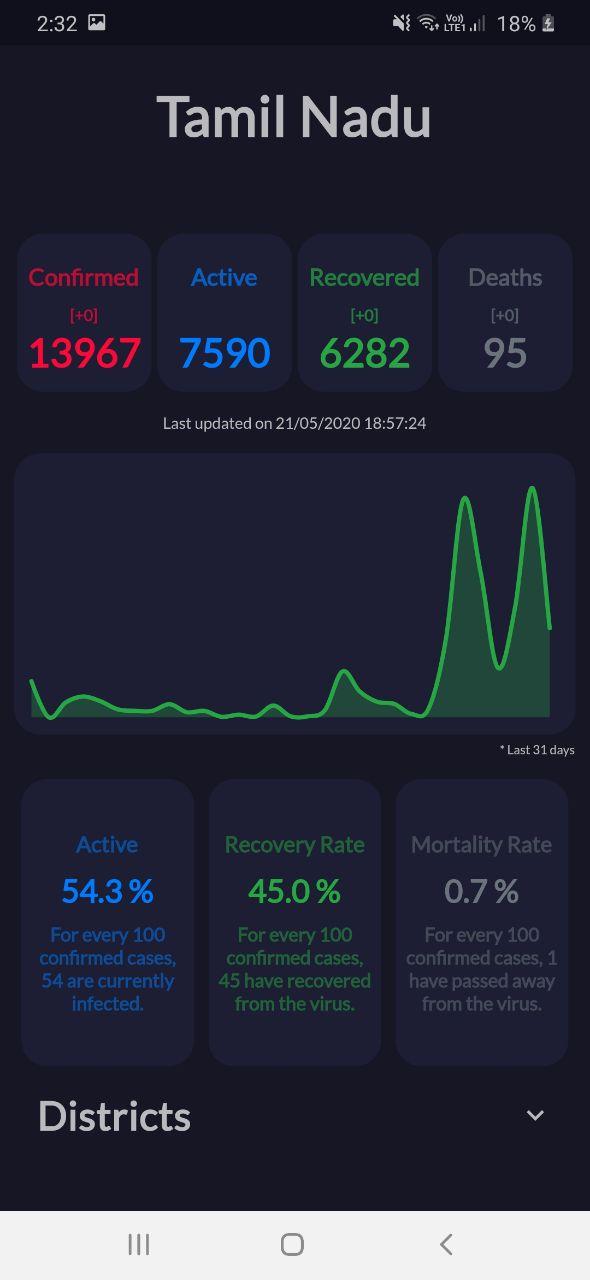 2:32 Vo)) LTE1 18%
Tamil Nadu
Confirmed Active Recovered Deaths
[+0] [+0] [+0]
13967 7590 6282 95
Last updated on 21/05/2020 18:57:24
* Last 31 days
Active
54.3 %
For every 100
confirmed cases,
54 are currently
infected.
Recovery Rate
45.0 %
For every 100
confirmed cases,
45 have recovered
from the virus.
Mortality Rate
0.7 %
For every 100
confirmed cases, 1
have passed away
from the virus.
Districts